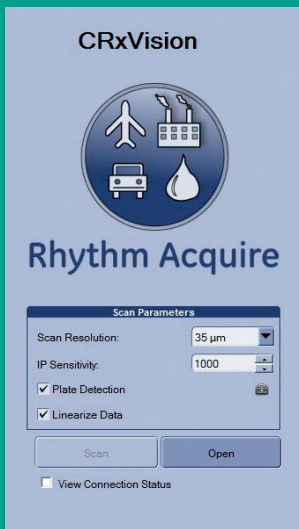 CRxVision
Rhythm Acquire
Scan Parameters
Scan Resolution: 35 µm
IP Sensitivity: 1000
Plate Detection
Linearize Data
Scan Open
View Connection Status